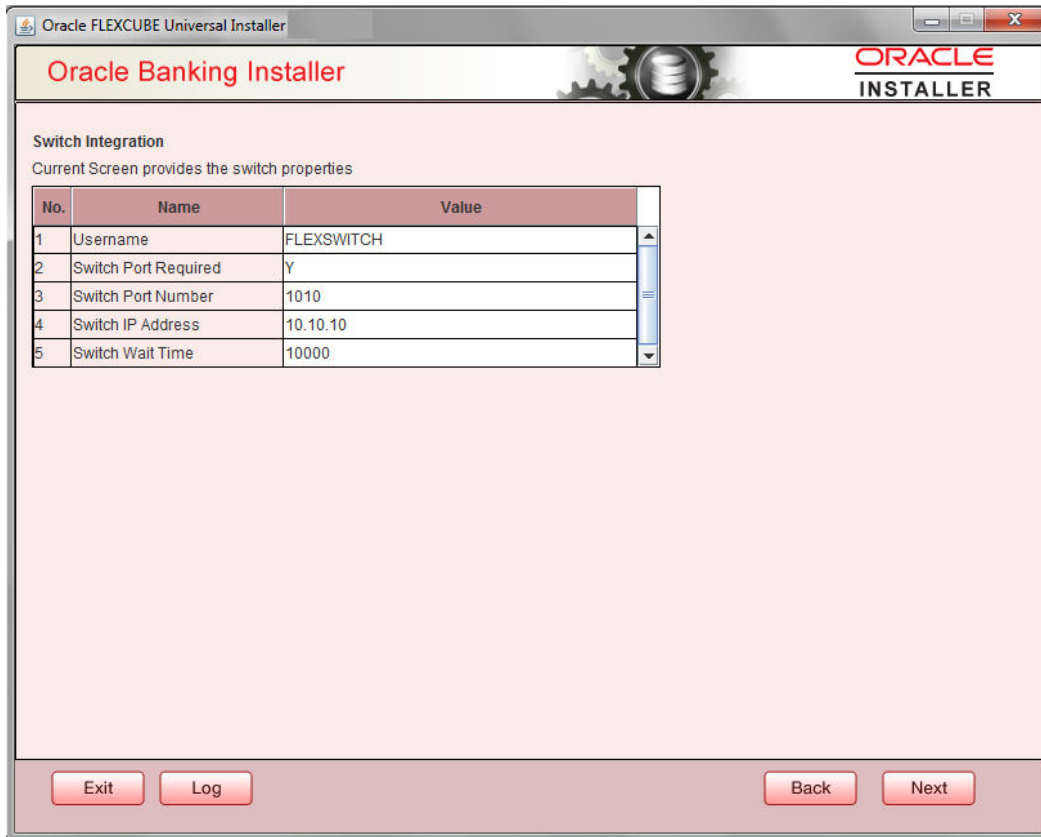 Oracle FLEXCUBE Universal Installer
Oracle Banking Installer
ORACLE
INSTALLER
Switch Integration
Current Screen provides the switch properties
No. Name Value
1 Username FLEXSWITCH
2 Switch Port Required Y
3 Switch Port Number 1010
4 Switch IP Address 10.10.10
5 Switch Wait Time 10000
Exit Log Back Next